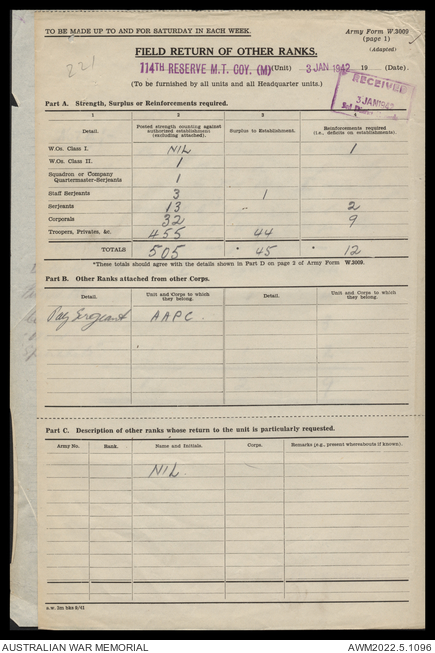 TO BE MADE UP TO AND FOR SATURDAY IN EACH WEEK.
Army Form W.3009
(page 1)
(Adapted)
221
FIELD RETURN OF OTHER RANKS.
114TH RESERVE M.T. COY. (M) (Unit) 3 JAN 1942 19 (Date).
(To be furnished by all units and all Headquarter units.)
RECEIVED
3 JAN 1942
Part A. Strength, Surplus or Reinforcements required.
1 2 3
Detail. Posted strength counting against authorized establishment (excluding attached). Surplus to Establishment. Reinforcements required (i.e., deficits on establishments).
W.Os. Class I. NIL 1
W.Os. Class II. 1
Squadron or Company Quartermaster-Serjeants 1
Staff Serjeants 3 1
Serjeants 13 – 2
Corporals 32 9
Troopers, Privates, &c. 455 44
TOTALS 505 * 45 * 12
*These totals should agree with the details shown in Part D on page 2 of Army Form W.3009.
Part B. Other Ranks attached from other Corps.
Detail. Unit and Corps to which they belong. Detail. Unit and Corps to which they belong.
Pay Sergeant AAPC.
Part C. Description of other ranks whose return to the unit is particularly requested.
Army No. Rank. Name and Initials. Corps. Remarks (e.g., present whereabouts if known).
NIL.
AUSTRALIAN WAR MEMORIAL
AWM2022.5.1096